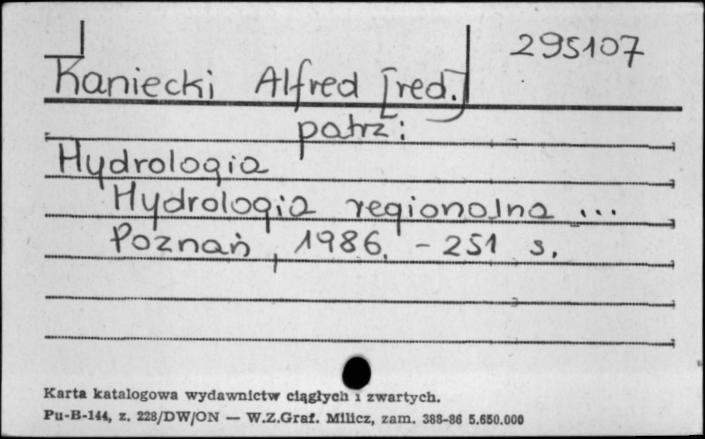 295107
Kaniecki Alfred [red.]
patrz:
Hydrologia
Hydrologia regionalna ...
Poznań, 1986. - 251 s.
Karta katalogowa wydawnictw ciągłych i zwartych.
Pu-B-144, z. 228/DW/ON — W.Z.Graf. Milicz, zam. 388-86 5.650.000